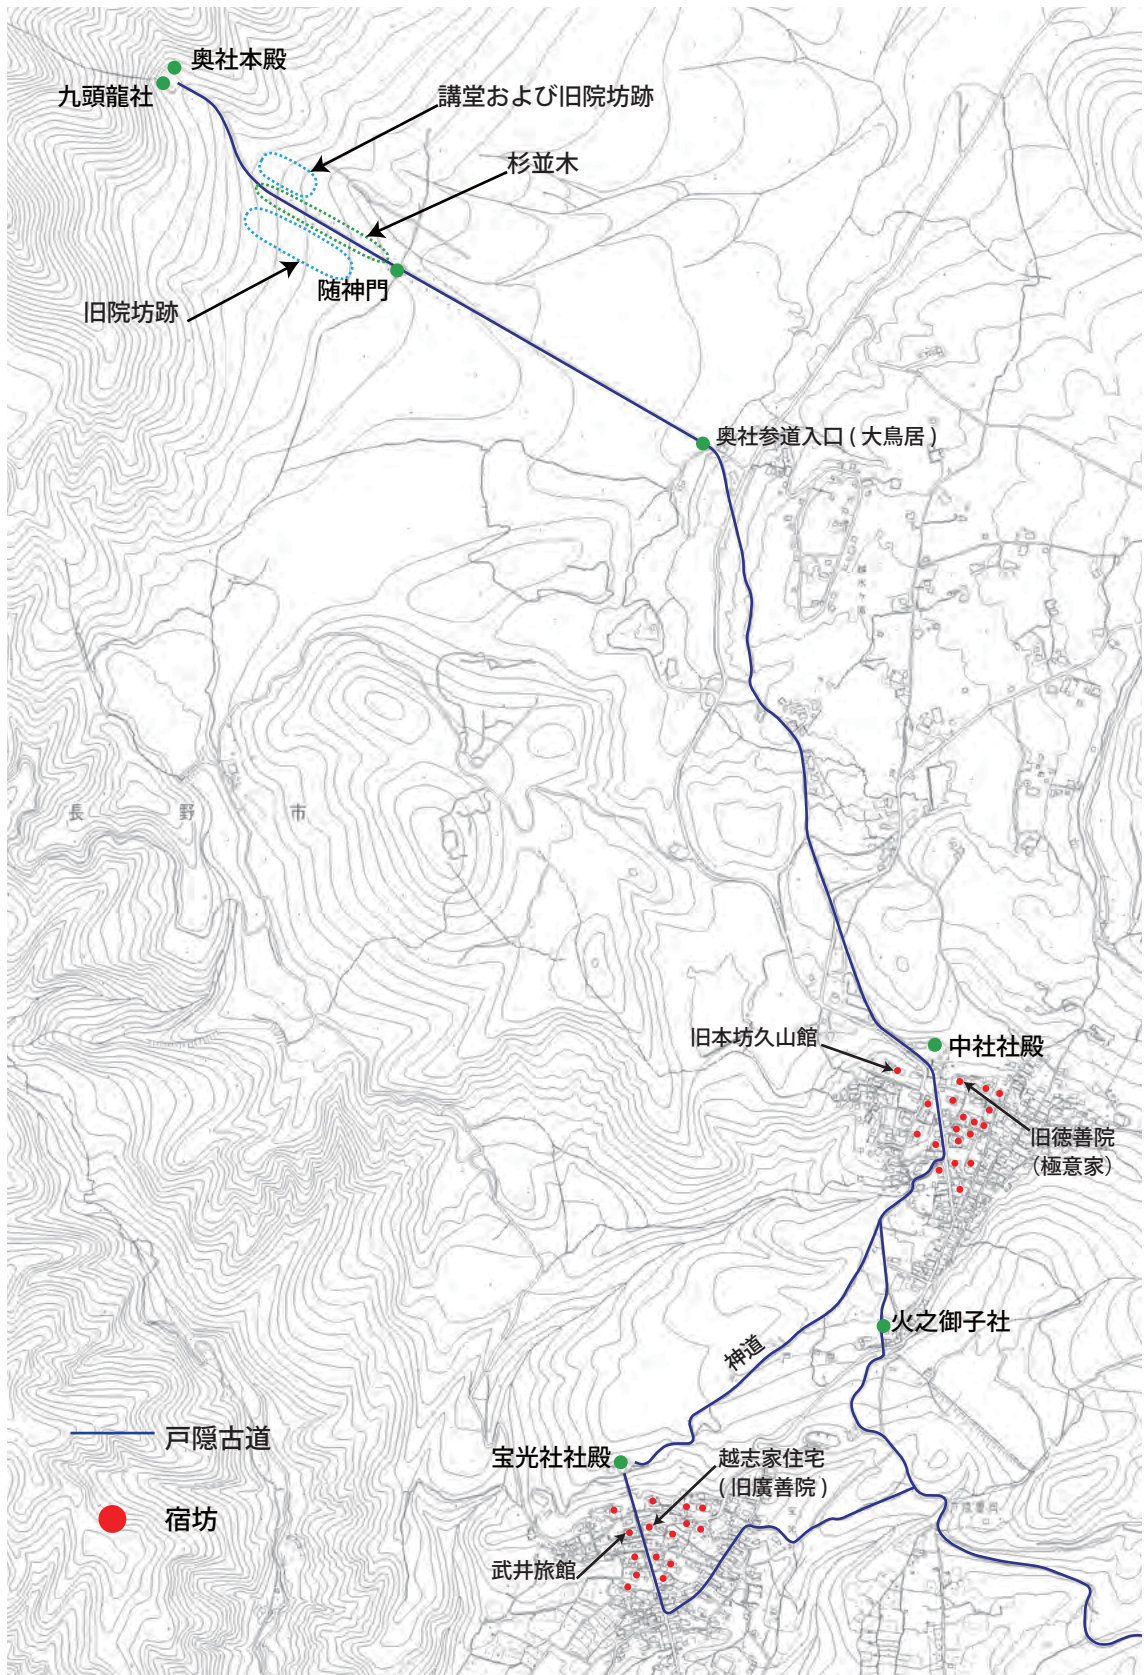 奥社本殿
九頭龍社
講堂および旧院坊跡
杉並木
随神門
旧院坊跡
奥社参道入口 ( 大鳥居 )
長 野 市
旧本坊久山館
中社社殿
旧徳善院
（極意家）
火之御子社
神道
戸隠古道
宝光社社殿
越志家住宅
( 旧廣善院 )
宿坊
武井旅館